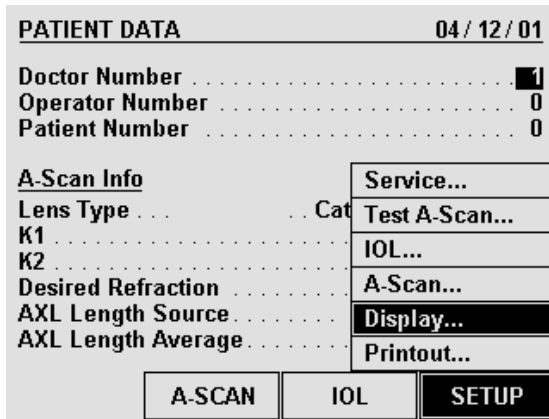 PATIENT DATA 04/12/01
Doctor Number . . . . . . . . . . . . . . . . . . . . . . . . 1
Operator Number . . . . . . . . . . . . . . . . . . . . . . 0
Patient Number . . . . . . . . . . . . . . . . . . . . . . . 0
A-Scan Info
Lens Type . . . . . Cat
K1 . . . . . . . . . . . . . . . . . . . .
K2 . . . . . . . . . . . . . . . . . . . .
Desired Refraction . . . . . . . .
AXL Length Source . . . . . . .
AXL Length Average . . . . . .
Service...
Test A-Scan...
IOL...
A-Scan...
Display...
Printout...
A-SCAN IOL SETUP